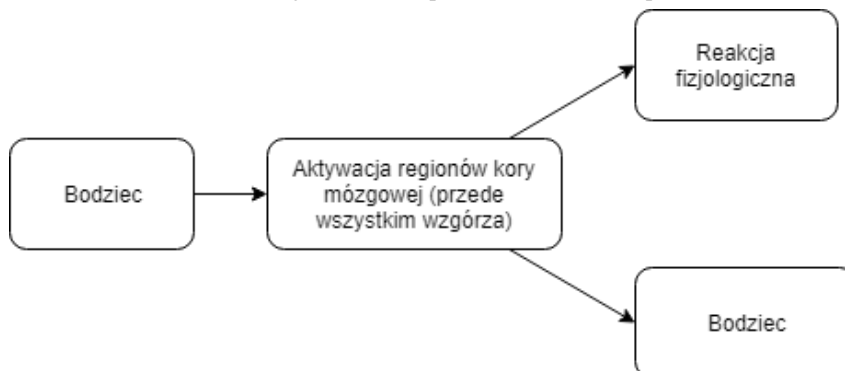 Reakcja
fizjologiczna
Bodziec
Aktywacja regionów kory
mózgowej (przede
wszystkim wzgórza)
Bodziec